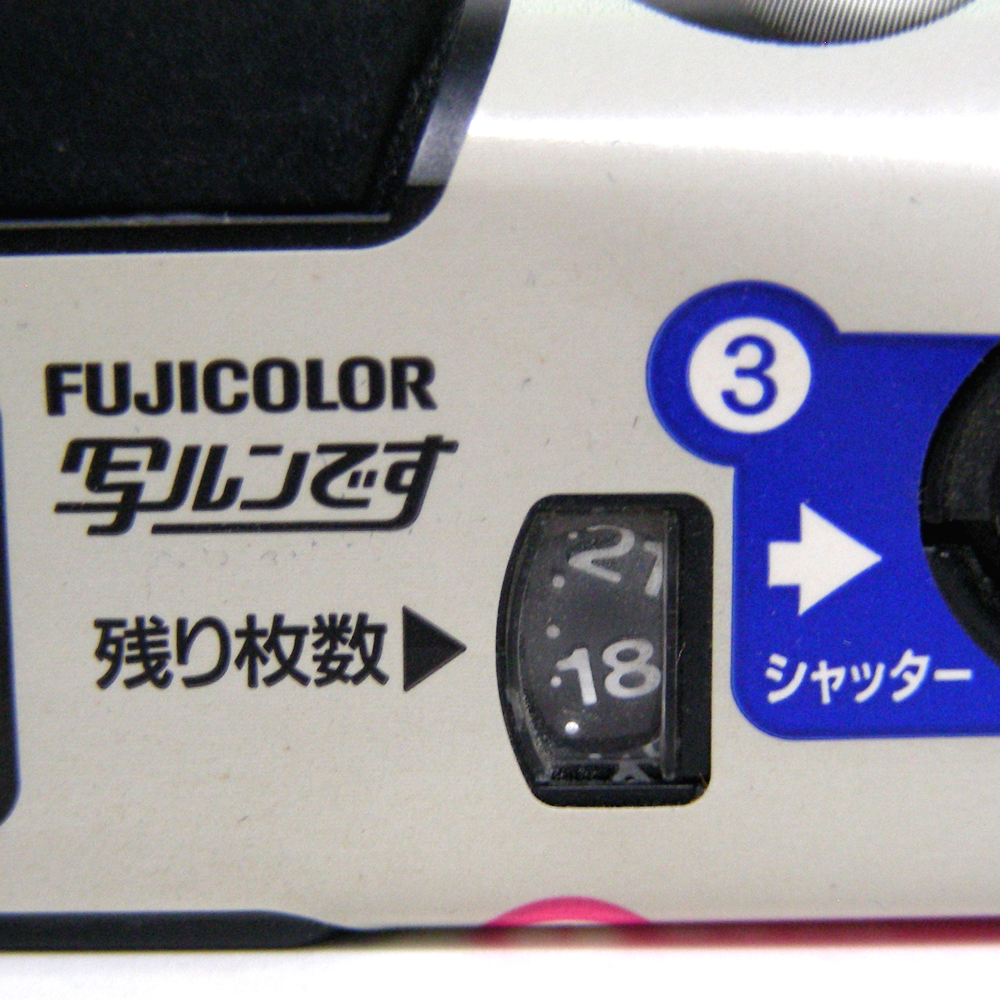 FUJICOLOR
写ルンです
残り枚数▶
21
18
③
シャッター